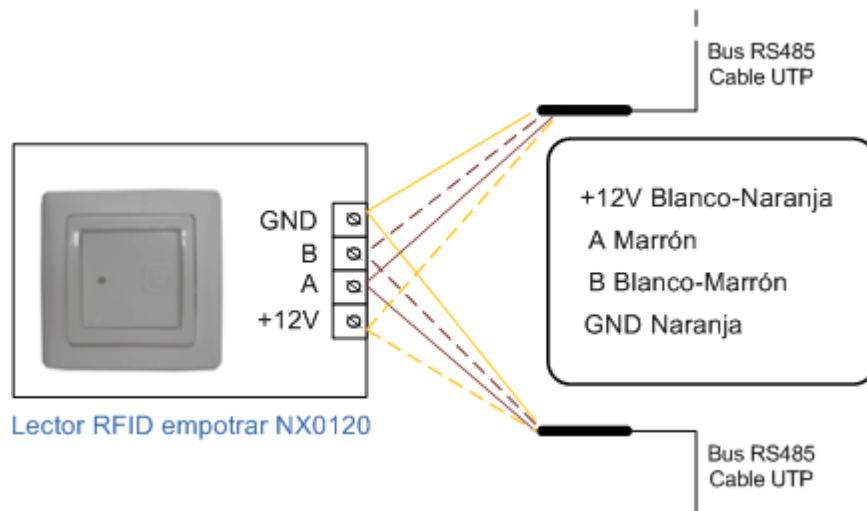 Bus RS485
Cable UTP
GND
B
A
+12V
+12V Blanco-Naranja
A Marrón
B Blanco-Marrón
GND Naranja
Lector RFID empotrar NX0120
Bus RS485
Cable UTP